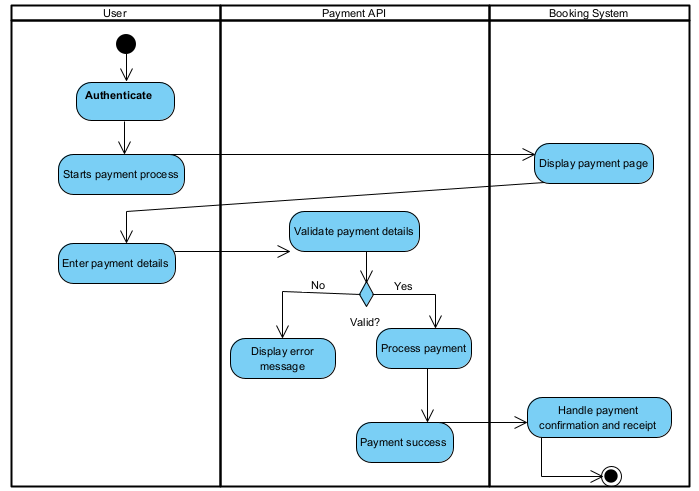 User
Payment API
Booking System
Authenticate
Starts payment process
Display payment page
Enter payment details
Validate payment details
No
Yes
Valid?
Display error
message
Process payment
Payment success
Handle payment
confirmation and receipt